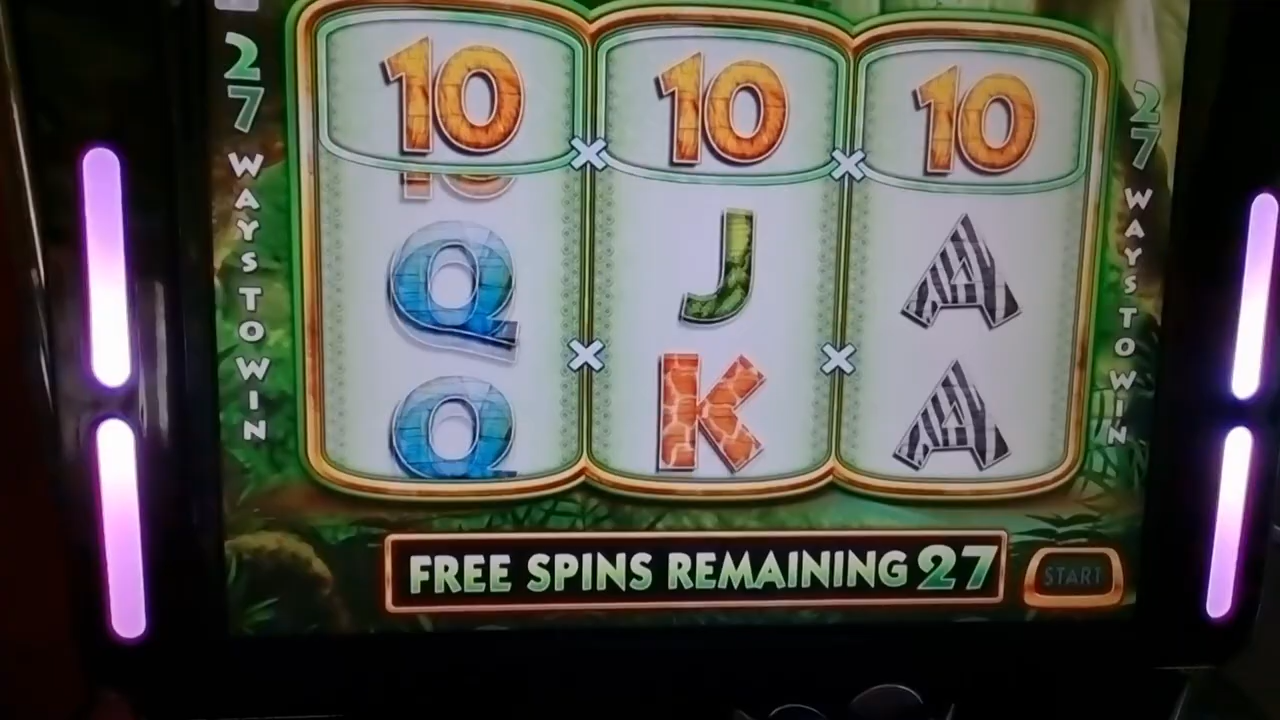 27 WAYS TO WIN
10 10 10
Q J A
Q K A
27 WAYS TO WIN
FREE SPINS REMAINING 27
START